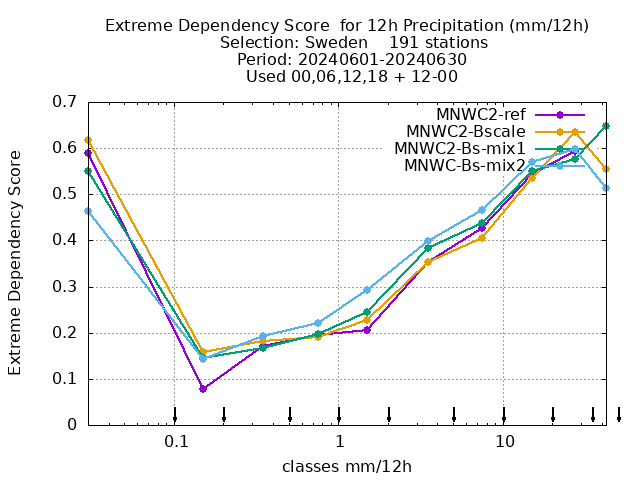 Extreme Dependency Score  for 12h Precipitation (mm/12h)
Selection: Sweden    191 stations
Period: 20240601-20240630
Used 00,06,12,18 + 12-00
MNWC2-ref
MNWC2-Bscale
MNWC2-Bs-mix1
MNWC-Bs-mix2
Extreme Dependency Score
0.7
0.6
0.5
0.4
0.3
0.2
0.1
0
0.1 1 10
classes mm/12h